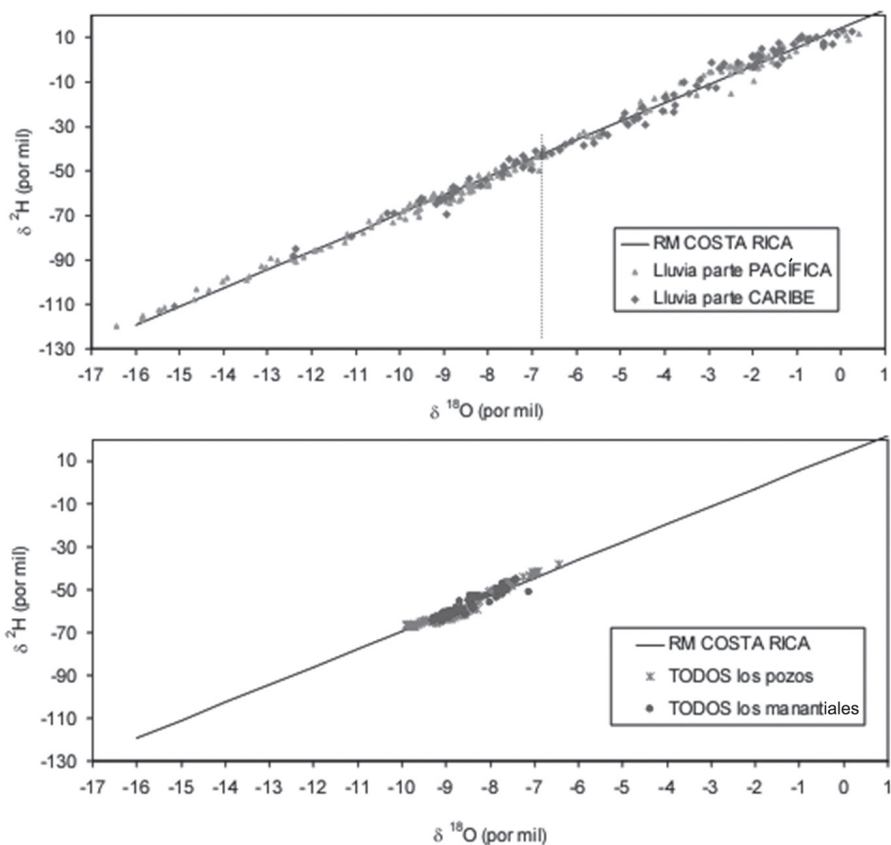 10
-10
-30
-50
-70
-90
-110
-130
δ ²H (por mil)
RM COSTA RICA
Lluvia parte PACÍFICA
Lluvia parte CARIBE
-17 -16 -15 -14 -13 -12 -11 -10 -9 -8 -7 -6 -5 -4 -3 -2 -1 0 1
δ ¹⁸O (por mil)
10
-10
-30
-50
-70
-90
-110
-130
δ ²H (por mil)
RM COSTA RICA
TODOS los pozos
TODOS los manantiales
-17 -16 -15 -14 -13 -12 -11 -10 -9 -8 -7 -6 -5 -4 -3 -2 -1 0 1
δ ¹⁸O (por mil)